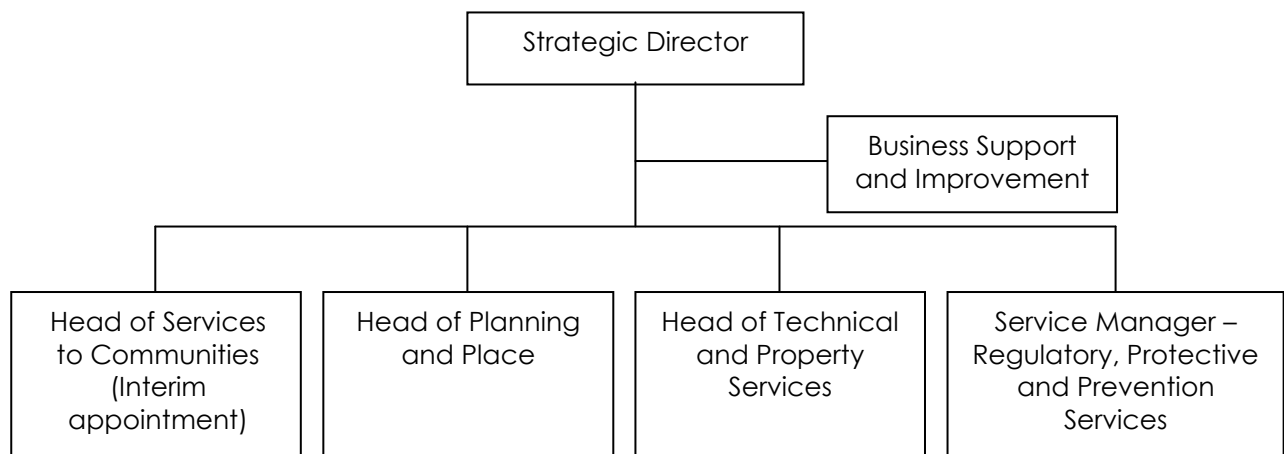 Strategic Director
Business Support
and Improvement
Head of Services
to Communities
(Interim
appointment)
Head of Planning
and Place
Head of Technical
and Property
Services
Service Manager –
Regulatory, Protective
and Prevention
Services